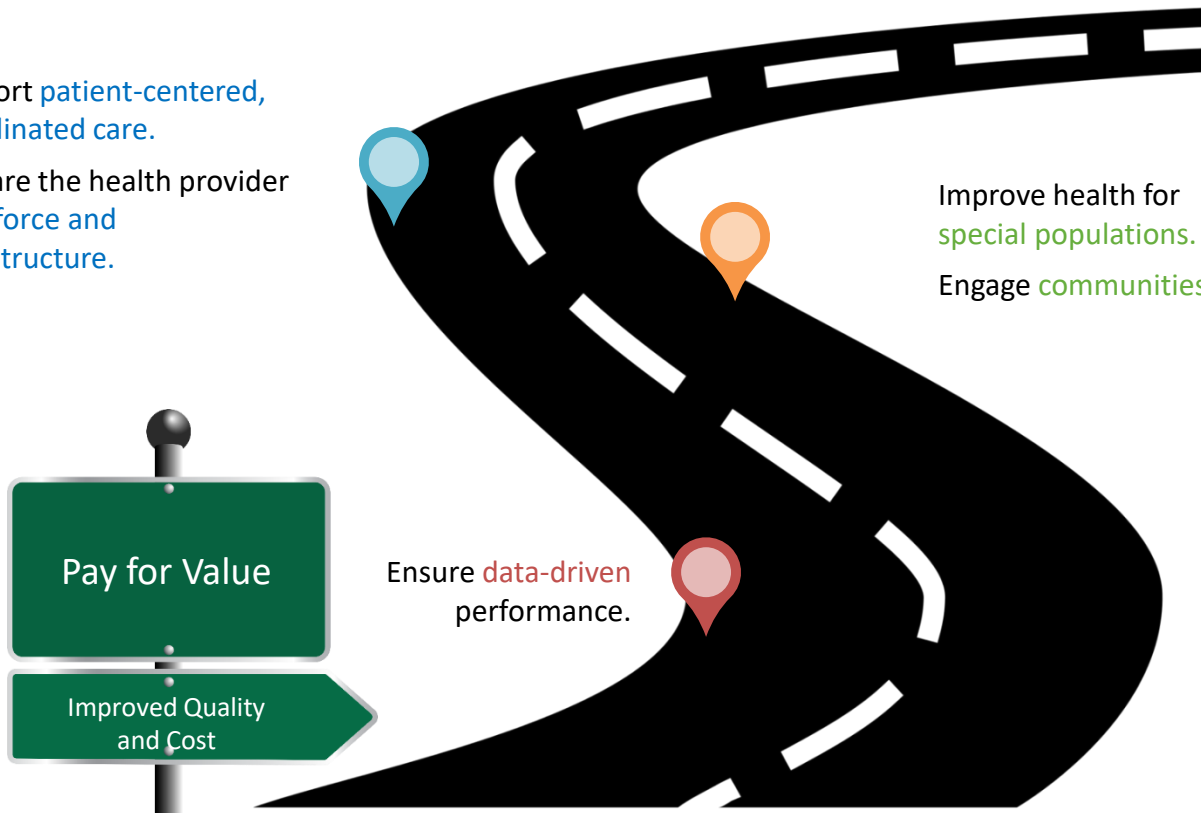 ort patient-centered,
linated care.
are the health provider
force and
structure.
Improve health for
special populations.
Engage communities
Ensure data-driven
performance.
Pay for Value
Improved Quality
and Cost